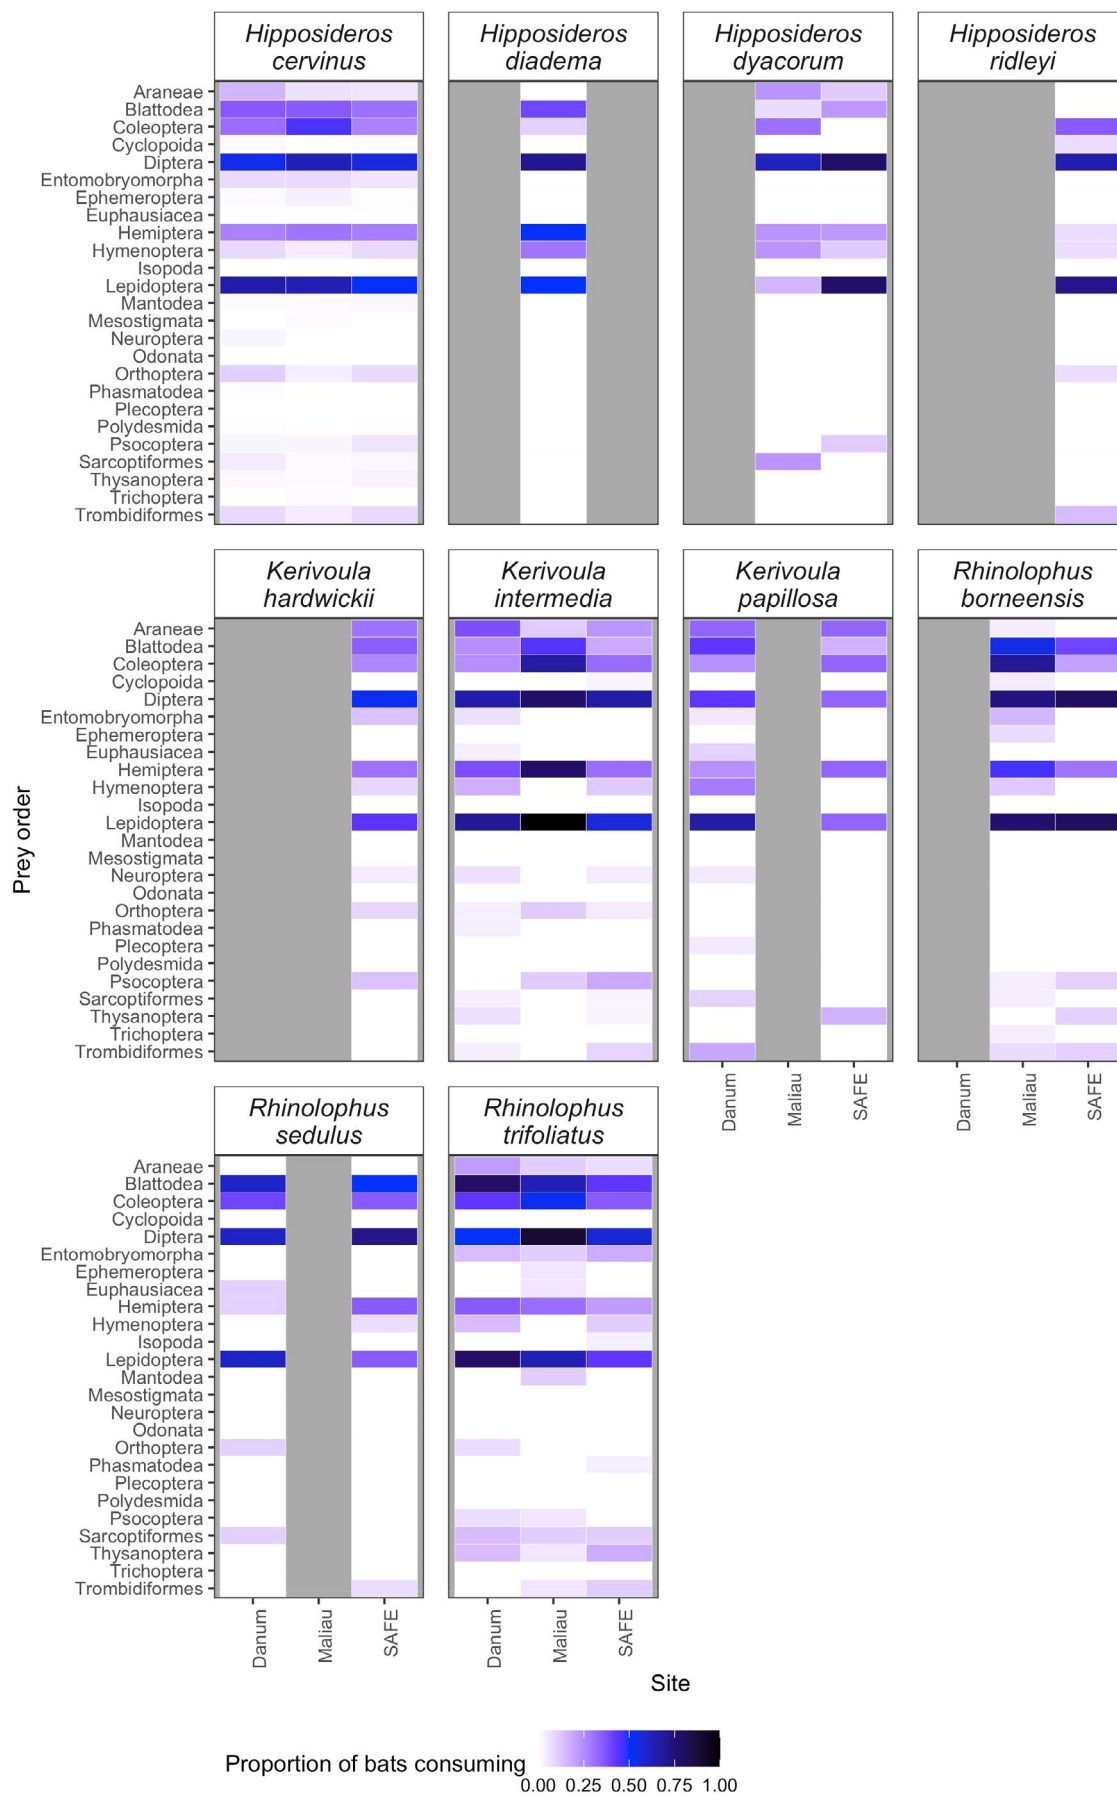 Hipposideros
cervinus
Hipposideros
diadema
Hipposideros
dyacorum
Hipposideros
ridleyi
Araneae
Blattodea
Coleoptera
Cyclopoida
Diptera
Entomobryomorpha
Ephemeroptera
Euphausiacea
Hemiptera
Hymenoptera
Isopoda
Lepidoptera
Mantodea
Mesostigmata
Neuroptera
Odonata
Orthoptera
Phasmatodea
Plecoptera
Polydesmida
Psocoptera
Sarcoptiformes
Thysanoptera
Trichoptera
Trombidiformes
Kerivoula
hardwickii
Kerivoula
intermedia
Kerivoula
papillosa
Rhinolophus
borneensis
Prey order
Araneae
Blattodea
Coleoptera
Cyclopoida
Diptera
Entomobryomorpha
Ephemeroptera
Euphausiacea
Hemiptera
Hymenoptera
Isopoda
Lepidoptera
Mantodea
Mesostigmata
Neuroptera
Odonata
Orthoptera
Phasmatodea
Plecoptera
Polydesmida
Psocoptera
Sarcoptiformes
Thysanoptera
Trichoptera
Trombidiformes
Danum
Maliau
SAFE
Danum
Maliau
SAFE
Rhinolophus
sedulus
Rhinolophus
trifoliatus
Araneae
Blattodea
Coleoptera
Cyclopoida
Diptera
Entomobryomorpha
Ephemeroptera
Euphausiacea
Hemiptera
Hymenoptera
Isopoda
Lepidoptera
Mantodea
Mesostigmata
Neuroptera
Odonata
Orthoptera
Phasmatodea
Plecoptera
Polydesmida
Psocoptera
Sarcoptiformes
Thysanoptera
Trichoptera
Trombidiformes
Danum
Maliau
SAFE
Danum
Maliau
SAFE
Site
Proportion of bats consuming
0.00 0.25 0.50 0.75 1.00